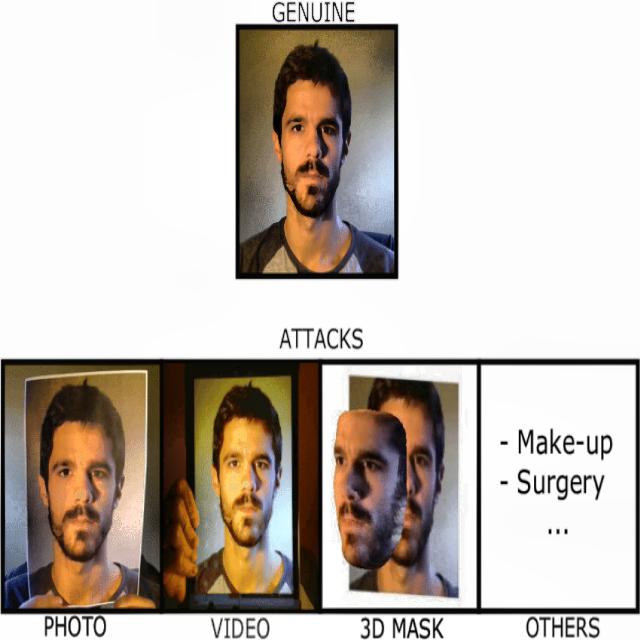 GENUINE
ATTACKS
- Make-up
- Surgery
...
PHOTO
VIDEO
3D MASK
OTHERS